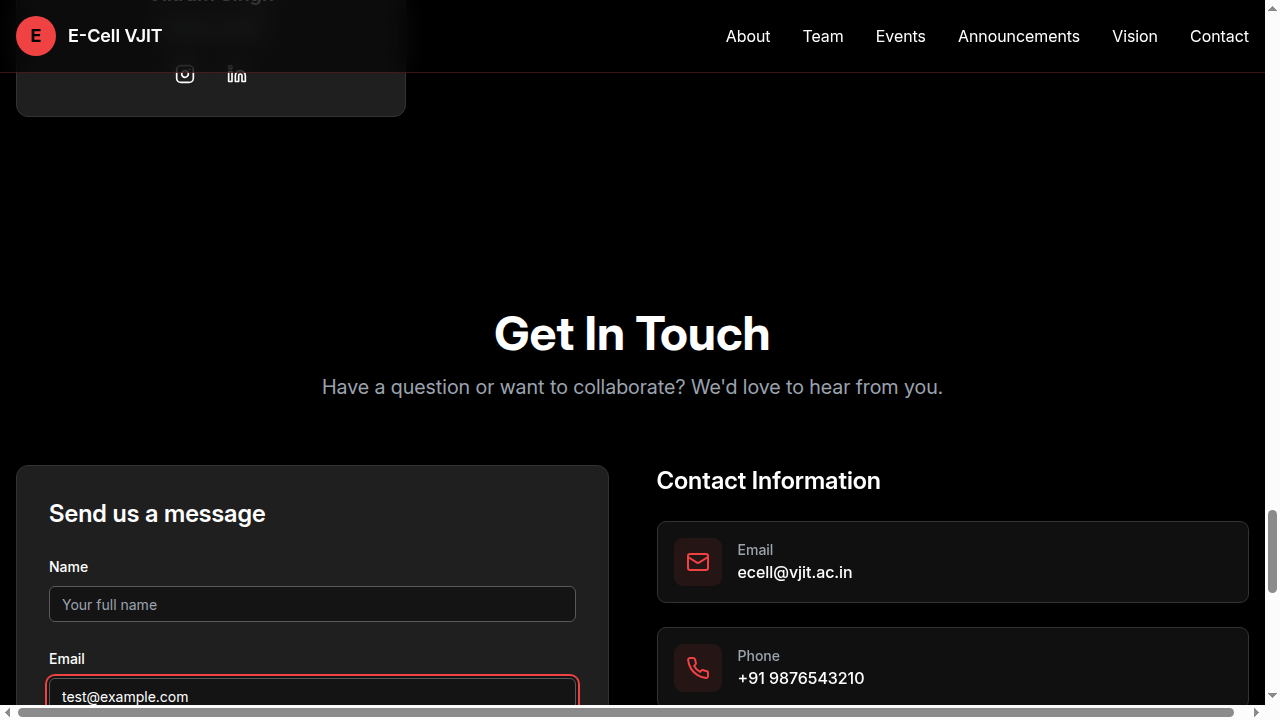 E
E-Cell VJIT
About
Team
Events
Announcements
Vision
Contact
Get In Touch
Have a question or want to collaborate? We'd love to hear from you.
Send us a message
Name
Your full name
Email
test@example.com
Contact Information
Email
ecell@vjit.ac.in
Phone
+91 9876543210